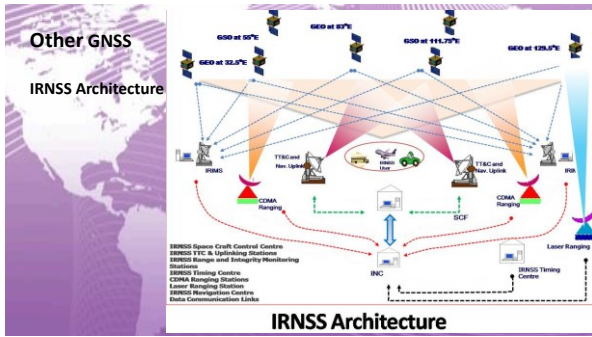 Other GNSS
IRNSS Architecture
GSO at 55°E
GEO at 83°E
GSO at 111.75°E
GEO at 32.5°E
GEO at 129.5°E
IRIMS
TT&C and
Nav. Uplink
IRNSS
User
TT&C and
Nav. Uplink
IRIM
CDMA
Ranging
CDMA
Ranging
SCF
Laser Ranging
INC
IRNSS Timing
Centre
IRNSS Space Craft Control Centre
IRNSS TTC & Uplinking Stations
IRNSS Range and Integrity Monitoring
Stations
IRNSS Timing Centre
CDMA Ranging Stations
Laser Ranging Station
IRNSS Navigation Centre
Data Communication Links
IRNSS Architecture